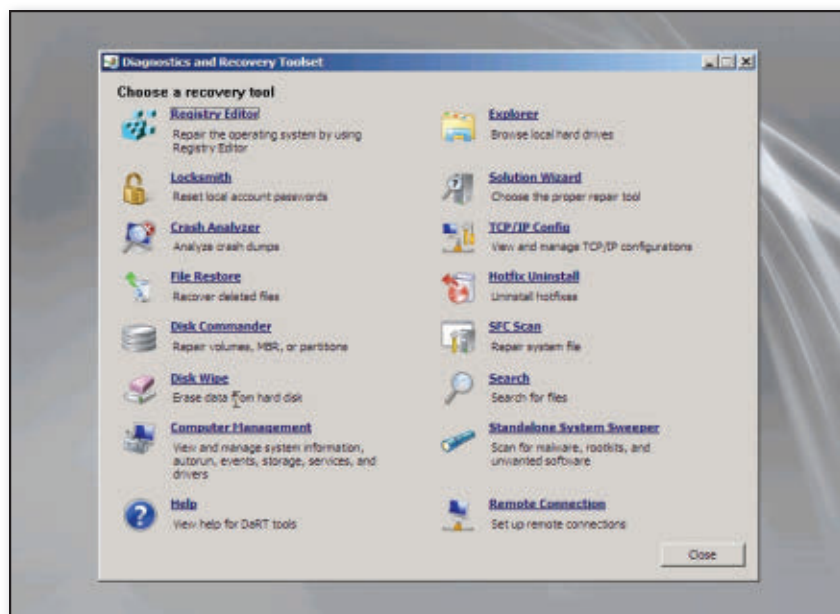 Diagnostics and Recovery Toolset
Choose a recovery tool
Registry Editor
Repair the operating system by using
Registry Editor
Locksmith
Reset local account passwords
Crash Analyzer
Analyze crash dumps
File Restore
Recover deleted files
Disk Commander
Repair volumes, MBR, or partitions
Disk Wipe
Erase data from hard disk
Computer Management
View and manage system information,
autorun, events, storage, services, and
drivers
Help
View help for DaRT tools
Explorer
Browse local hard drives
Solution Wizard
Choose the proper repair tool
TCP/IP Config
View and manage TCP/IP configurations
Hotfix Uninstall
Uninstall hotfixes
SFC Scan
Repair system file
Search
Search for files
Standalone System Sweeper
Scan for malware, rootkits, and
unwanted software
Remote Connection
Set up remote connections
Close